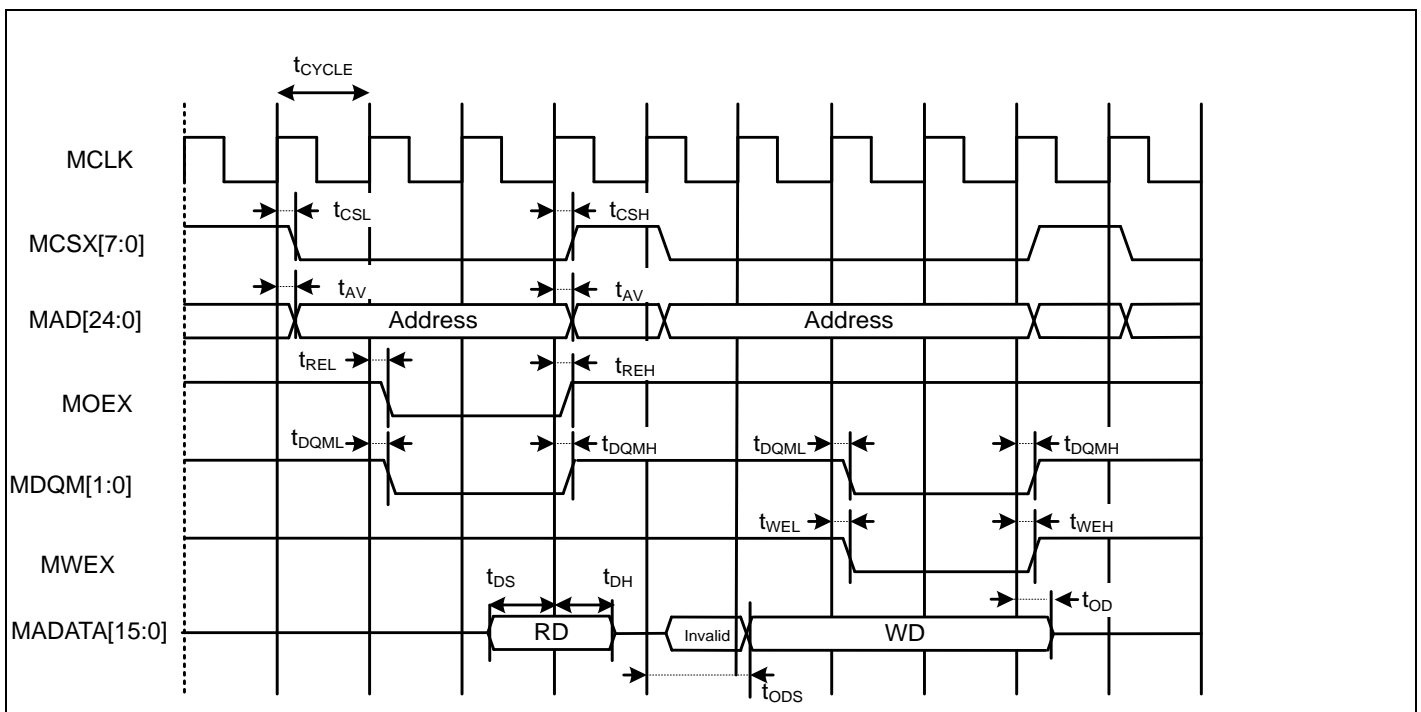 tCYCLE
MCLK
tCSL
tCSH
MCSX[7:0]
tAV
tAV
MAD[24:0]
Address
Address
tREL
tREH
MOEX
tDQML
tDQMH
tDQML
tDQMH
MDQM[1:0]
tWEL
tWEH
MWEX
tDS
tDH
tOD
MADATA[15:0]
RD
Invalid
WD
tODS